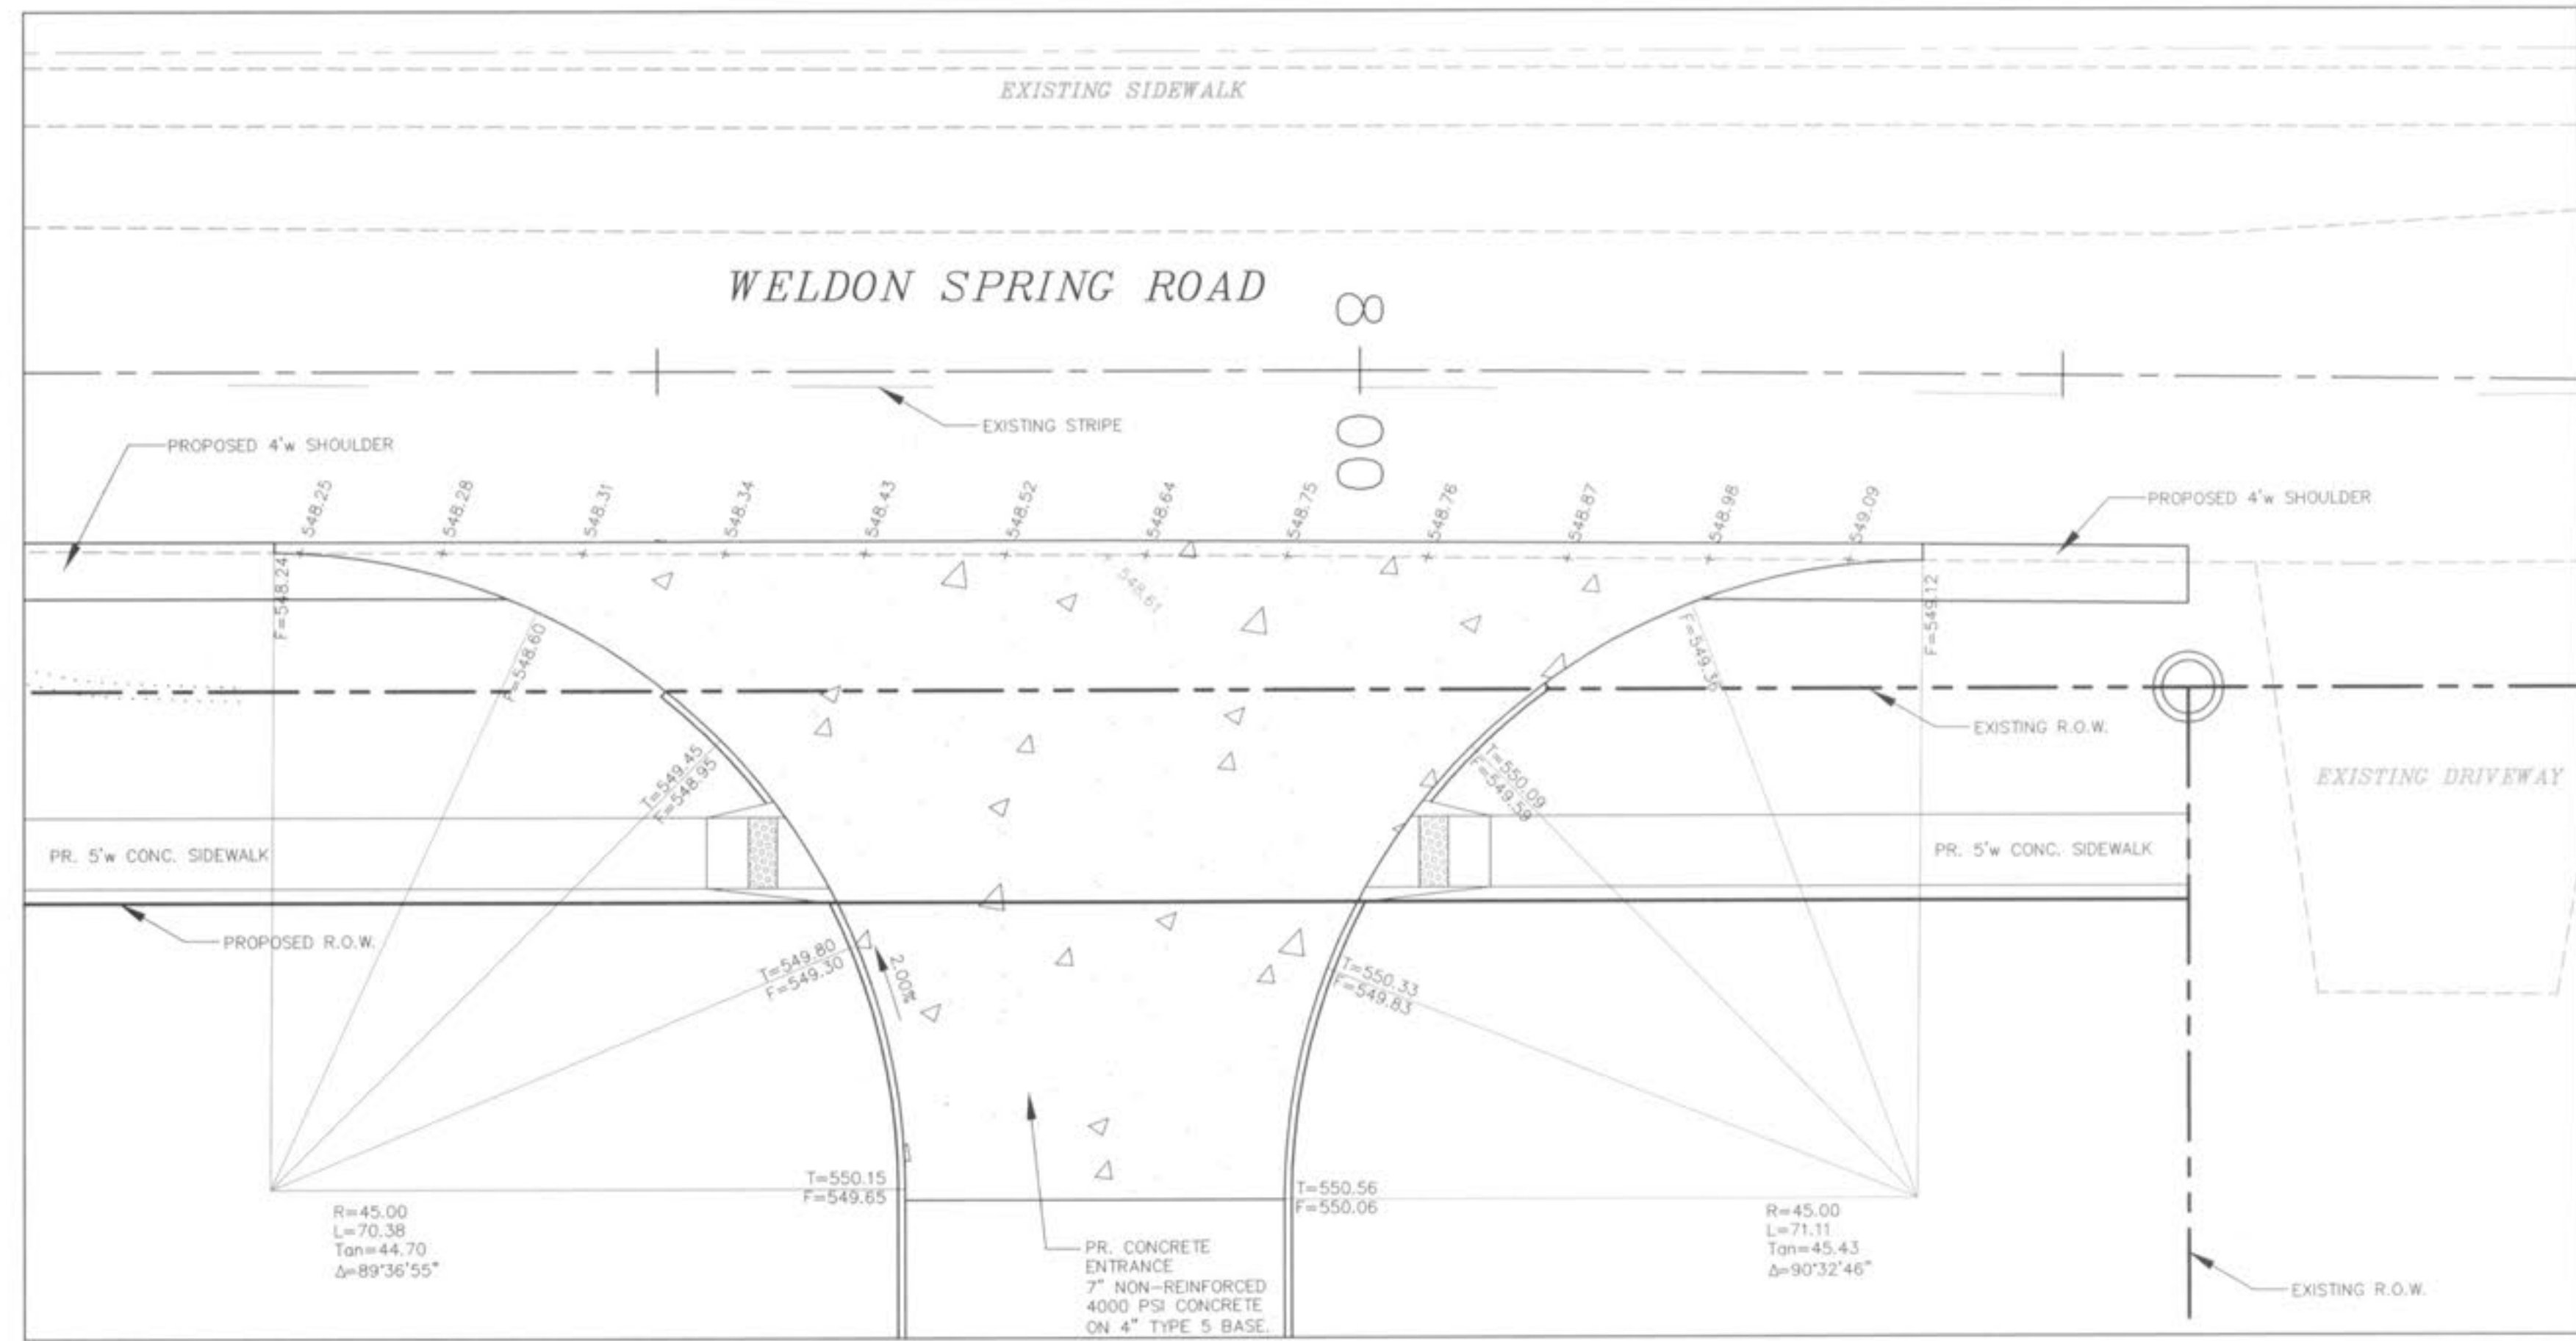 EXISTING SIDEWALK
WELDON SPRING ROAD
8
00
EXISTING STRIPE
PROPOSED 4'w SHOULDER
PROPOSED 4'w SHOULDER
548.25
548.28
548.31
548.34
548.43
548.52
548.64
548.75
548.76
548.87
548.98
549.09
548.61
F=548.24
F=548.60
F=549.36
F=549.12
EXISTING R.O.W.
T=549.45
F=548.95
T=550.09
F=549.59
EXISTING DRIVEWAY
PR. 5'w CONC. SIDEWALK
PR. 5'w CONC. SIDEWALK
PROPOSED R.O.W.
T=549.80
F=549.30
2.00%
T=550.33
F=549.83
T=550.15
F=549.65
T=550.56
F=550.06
R=45.00
L=70.38
Tan=44.70
Δ=89°36'55"
R=45.00
L=71.11
Tan=45.43
Δ=90°32'46"
PR. CONCRETE
ENTRANCE
7" NON-REINFORCED
4000 PSI CONCRETE
ON 4" TYPE 5 BASE.
EXISTING R.O.W.